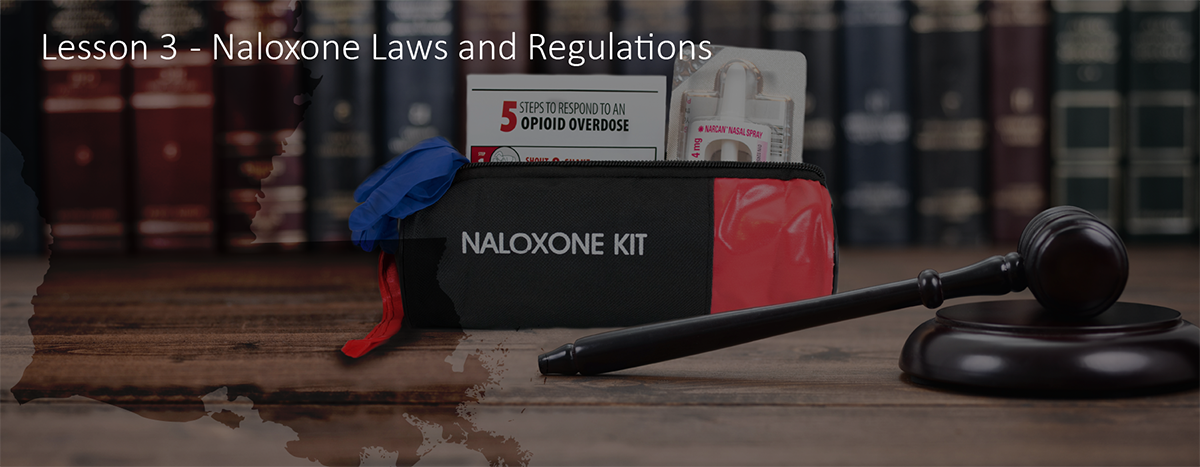 Lesson 3 - Naloxone Laws and Regulations
5 STEPS TO RESPOND TO AN
OPIOID OVERDOSE
NARCAN NASAL SPRAY
4 mg
NALOXONE KIT